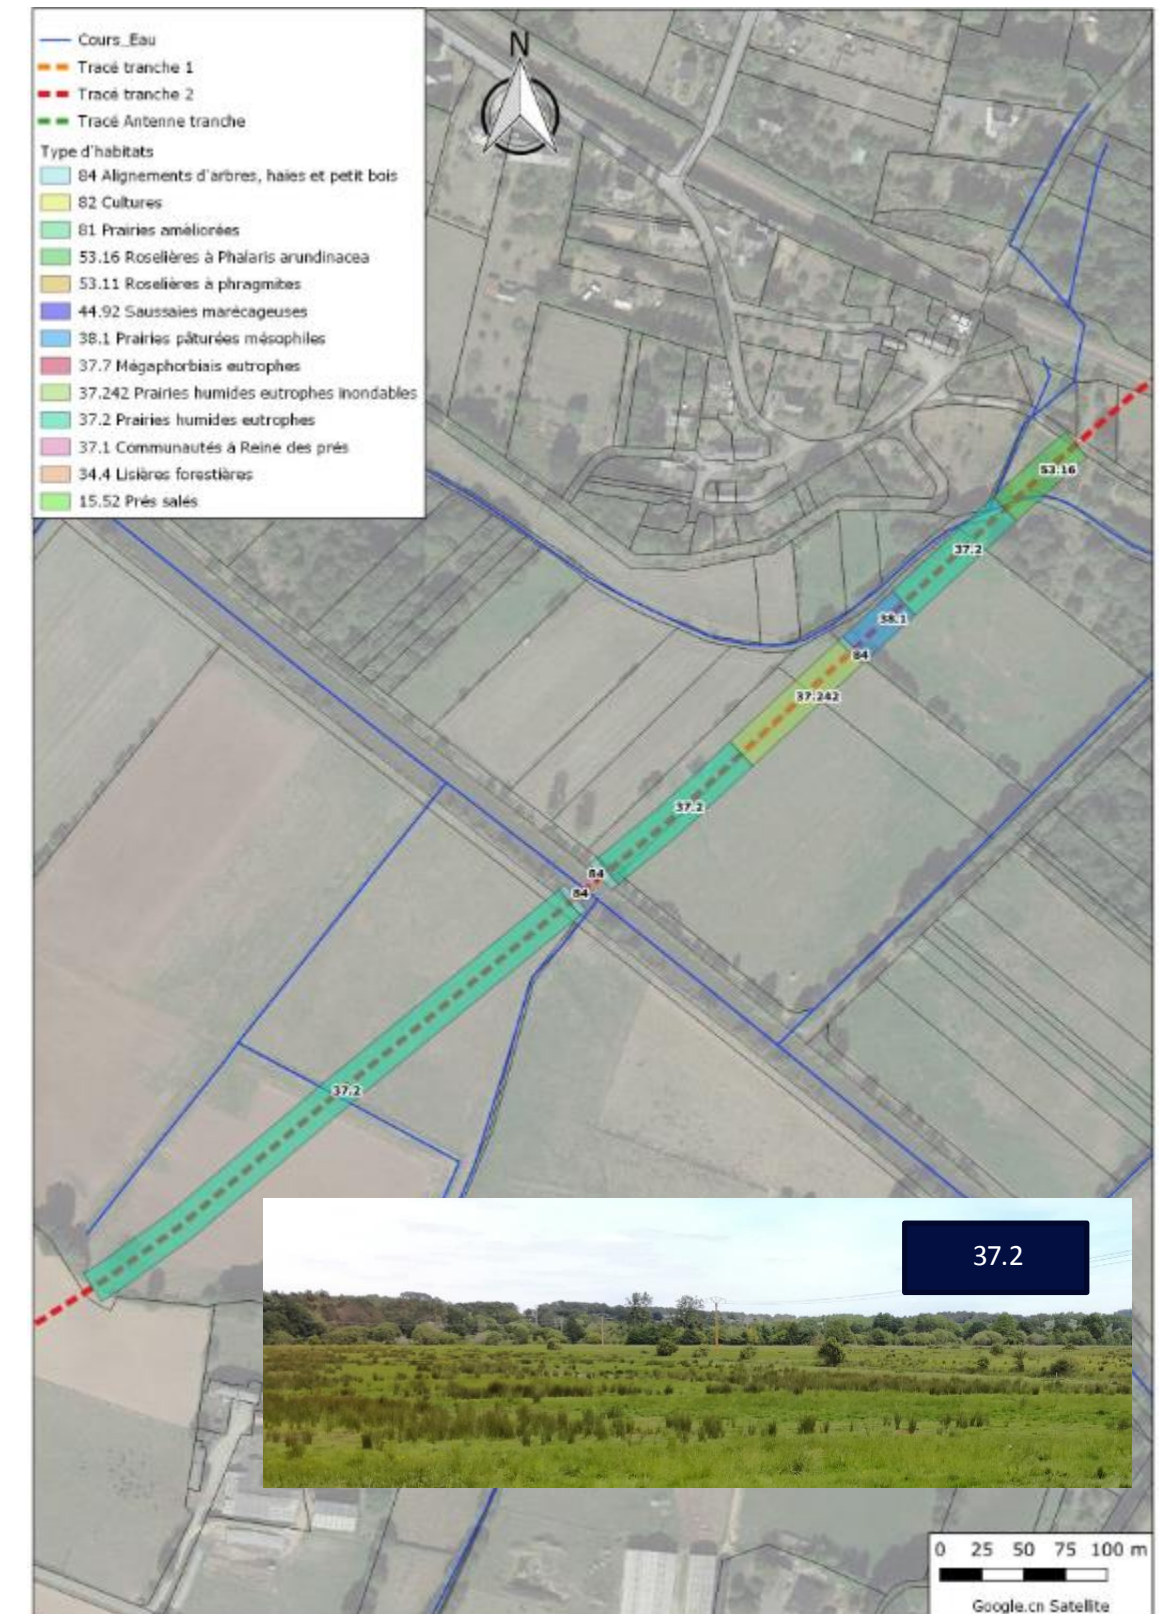 Cours_Eau
Tracé tranche 1
Tracé tranche 2
Tracé Antenne tranche
Type d'habitats
84 Alignements d'arbres, haies et petit bois
82 Cultures
81 Prairies améliorées
53.16 Roselières à Phalaris arundinacea
53.11 Roselières à phragmites
44.92 Saussaies marécageuses
38.1 Prairies pâturées mésophiles
37.7 Mégaphorbiais eutrophes
37.242 Prairies humides eutrophes inondables
37.2 Prairies humides eutrophes
37.1 Communautés à Reine des prés
34.4 Lisières forestières
15.52 Prés salés
N
53.16
37.2
38.1
84
37.242
37.2
84
84
37.2
37.2
0 25 50 75 100 m
Google.cn Satellite